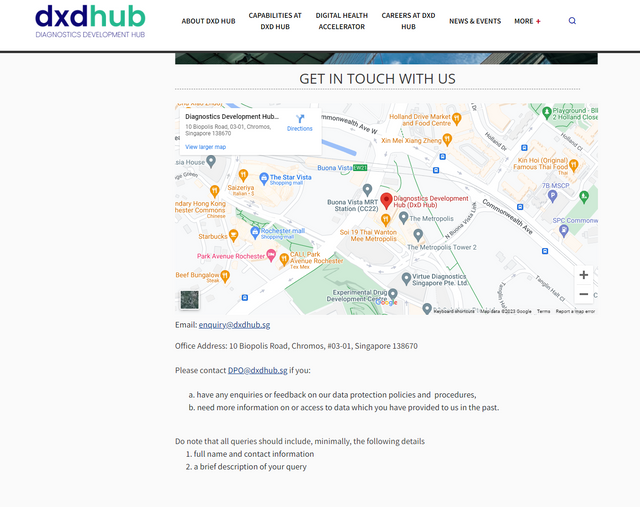 dxdhub
DIAGNOSTICS DEVELOPMENT HUB
ABOUT DXD HUB
CAPABILITIES AT
DXD HUB
DIGITAL HEALTH
ACCELERATOR
CAREERS AT DXD
HUB
NEWS & EVENTS
MORE +
GET IN TOUCH WITH US
Diagnostics Development Hub...
10 Biopolis Road, 03-01, Chromos,
Singapore 138670
Directions
View larger map
Commonwealth Ave W
Holland Drive Market
and Food Centre
Xin Mei Xiang Zheng
Holland Dr
Playground - Bl
2 Holland Close
Kin Hoi (Original)
Famous Thai Food
Buona Vista
The Star Vista
Shopping mall
Saizeriya
Italian - $
Buona Vista MRT
Station (CC22)
Diagnostics Development
Hub (DxD Hub)
7B MSCP
Commonwealth Ave
N Buona Vista Rd
The Metropolis
SPC Commonw
Starbucks
Rochester mall
Shopping mall
Soi 19 Thai Wanton
Mee Metropolis
The Metropolis Tower 2
Park Avenue Rochester
CALI, Park
Avenue Rochester
Tex Mex
Beef Bungalow
Steak
Virtue Diagnostics
Singapore Pte. Ltd.
Experimental Drug
Development Centre
Tanglin Halt Cl
Google
Keyboard shortcuts
Map data ©2023 Google
Terms
Report a map error
Email: enquiry@dxdhub.sg
Office Address: 10 Biopolis Road, Chromos, #03-01, Singapore 138670
Please contact DPO@dxdhub.sg if you:
a. have any enquiries or feedback on our data protection policies and procedures,
b. need more information on or access to data which you have provided to us in the past.
Do note that all queries should include, minimally, the following details
1. full name and contact information
2. a brief description of your query